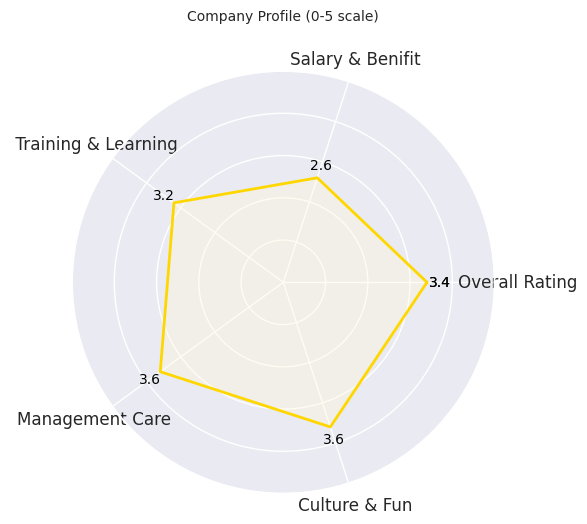 Company Profile (0-5 scale)
Salary & Benifit
Training & Learning
2.6
3.2
3.4
Overall Rating
3.6
Management Care
3.6
Culture & Fun